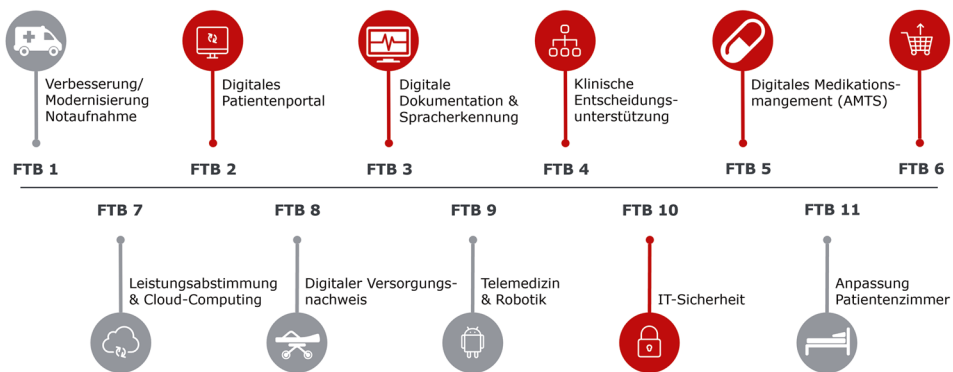 Verbesserung/
Modernisierung
Notaufnahme
Digitales
Patientenportal
Digitale
Dokumentation &
Spracherkennung
Klinische
Entscheidungs-
unterstützung
Digitales Medikations-
mangement (AMTS)
FTB 1
FTB 2
FTB 3
FTB 4
FTB 5
FTB 6
FTB 7
FTB 8
FTB 9
FTB 10
FTB 11
Leistungsabstimmung
& Cloud-Computing
Digitaler Versorgungs-
nachweis
Telemedizin
& Robotik
IT-Sicherheit
Anpassung
Patientenzimmer